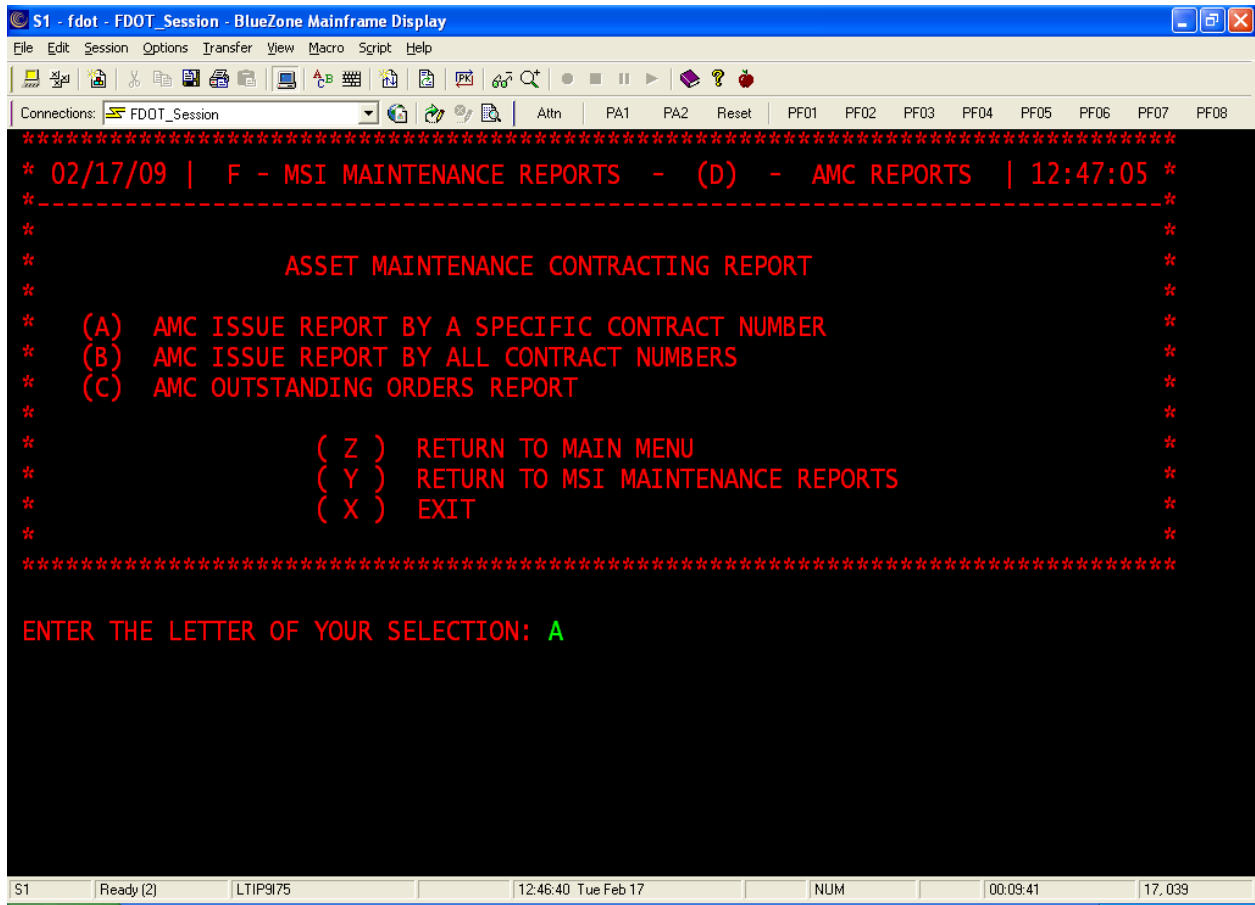 S1 - fdot - FDOT_Session - BlueZone Mainframe Display
File Edit Session Options Transfer View Macro Script Help
Connections: FDOT_Session Attn PA1 PA2 Reset PF01 PF02 PF03 PF04 PF05 PF06 PF07 PF08
*******************************************************************************
* 02/17/09 | F - MSI MAINTENANCE REPORTS - (D) - AMC REPORTS | 12:47:05 *
*-----------------------------------------------------------------------------*
* *
* ASSET MAINTENANCE CONTRACTING REPORT *
* *
* (A) AMC ISSUE REPORT BY A SPECIFIC CONTRACT NUMBER *
* (B) AMC ISSUE REPORT BY ALL CONTRACT NUMBERS *
* (C) AMC OUTSTANDING ORDERS REPORT *
* *
* ( Z ) RETURN TO MAIN MENU *
* ( Y ) RETURN TO MSI MAINTENANCE REPORTS *
* ( X ) EXIT *
* *
*******************************************************************************
ENTER THE LETTER OF YOUR SELECTION: A
S1 Ready (2) LTIP9I75 12:46:40 Tue Feb 17 NUM 00:09:41 17, 039